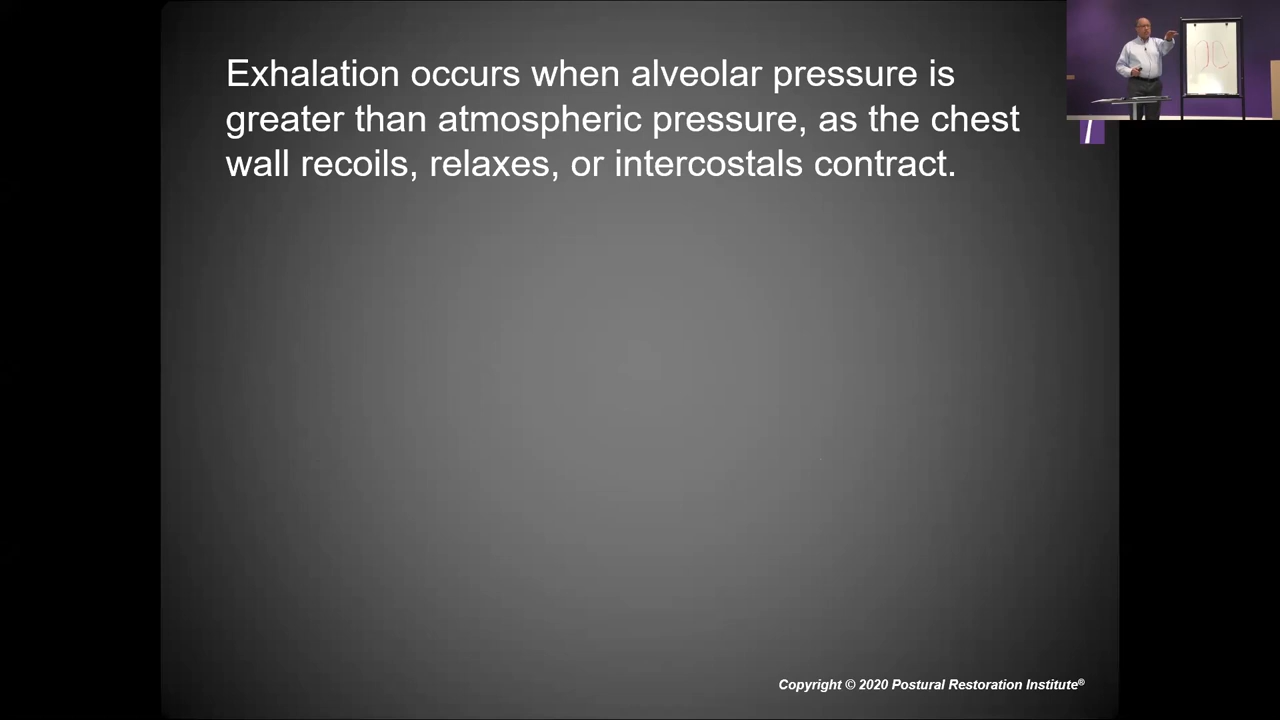 Exhalation occurs when alveolar pressure is
greater than atmospheric pressure, as the chest
wall recoils, relaxes, or intercostals contract.
Copyright © 2020 Postural Restoration Institute®